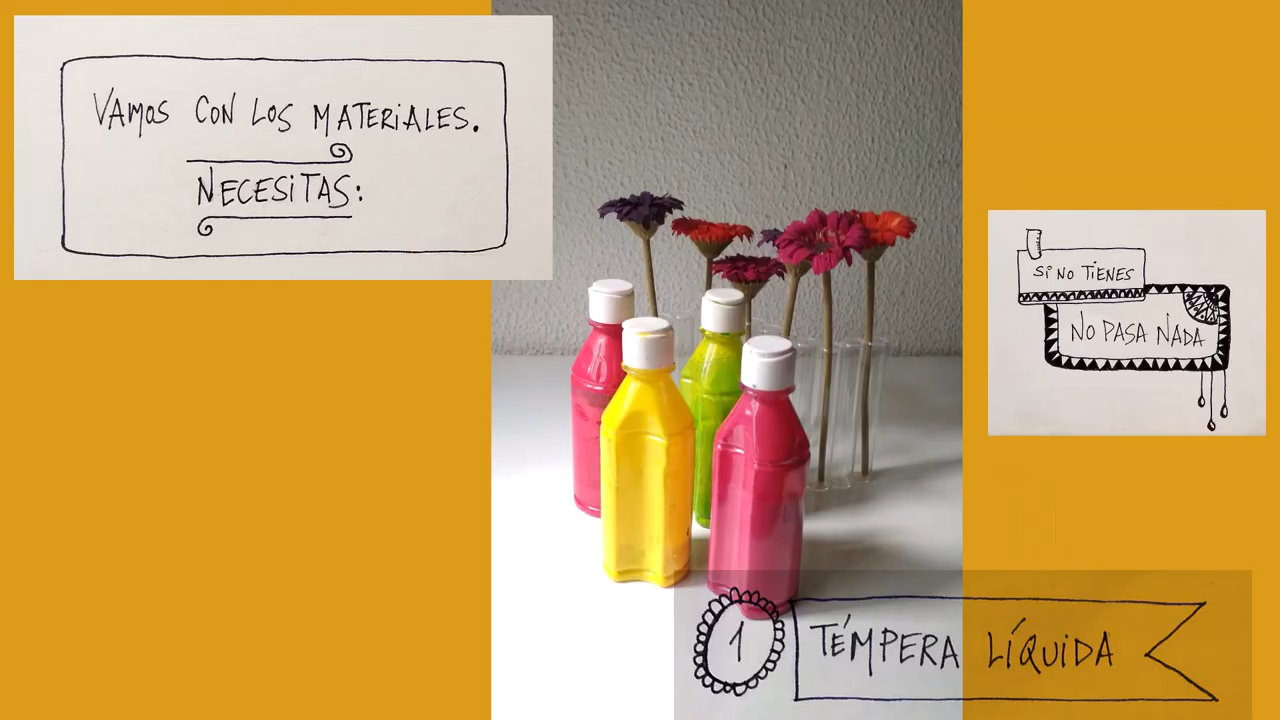 VAMOS CON LOS MATERIALES.
NECESITAS:
SI NO TIENES
NO PASA NADA
1 TÉMPERA LÍQUIDA